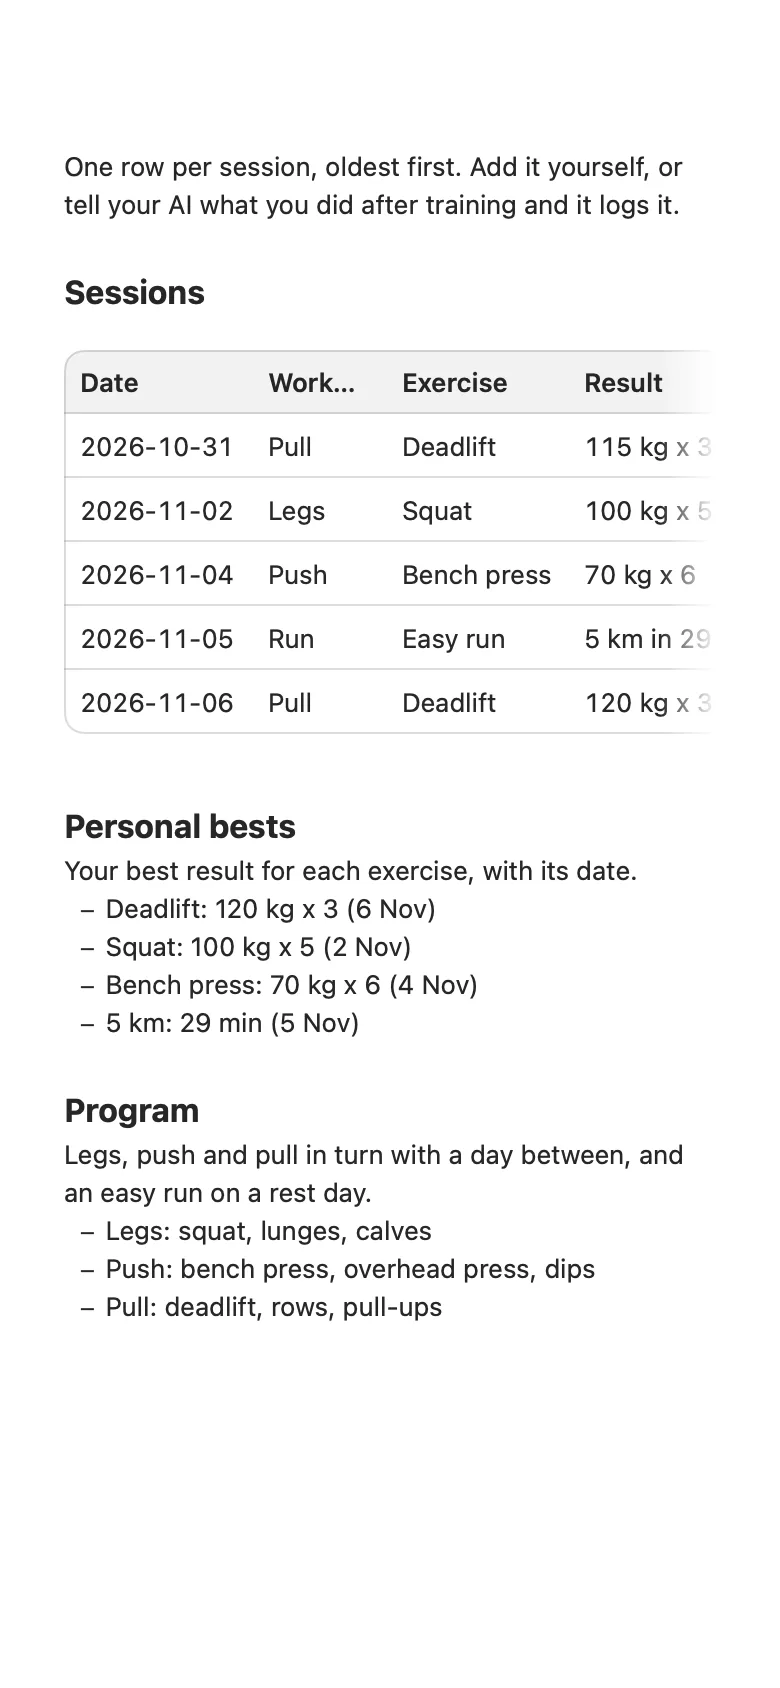 One row per session, oldest first. Add it yourself, or
tell your AI what you did after training and it logs it.
Sessions
Date Work... Exercise Result
2026-10-31 Pull Deadlift 115 kg x 3
2026-11-02 Legs Squat 100 kg x 5
2026-11-04 Push Bench press 70 kg x 6
2026-11-05 Run Easy run 5 km in 29
2026-11-06 Pull Deadlift 120 kg x 3
Personal bests
Your best result for each exercise, with its date.
– Deadlift: 120 kg x 3 (6 Nov)
– Squat: 100 kg x 5 (2 Nov)
– Bench press: 70 kg x 6 (4 Nov)
– 5 km: 29 min (5 Nov)
Program
Legs, push and pull in turn with a day between, and
an easy run on a rest day.
– Legs: squat, lunges, calves
– Push: bench press, overhead press, dips
– Pull: deadlift, rows, pull-ups